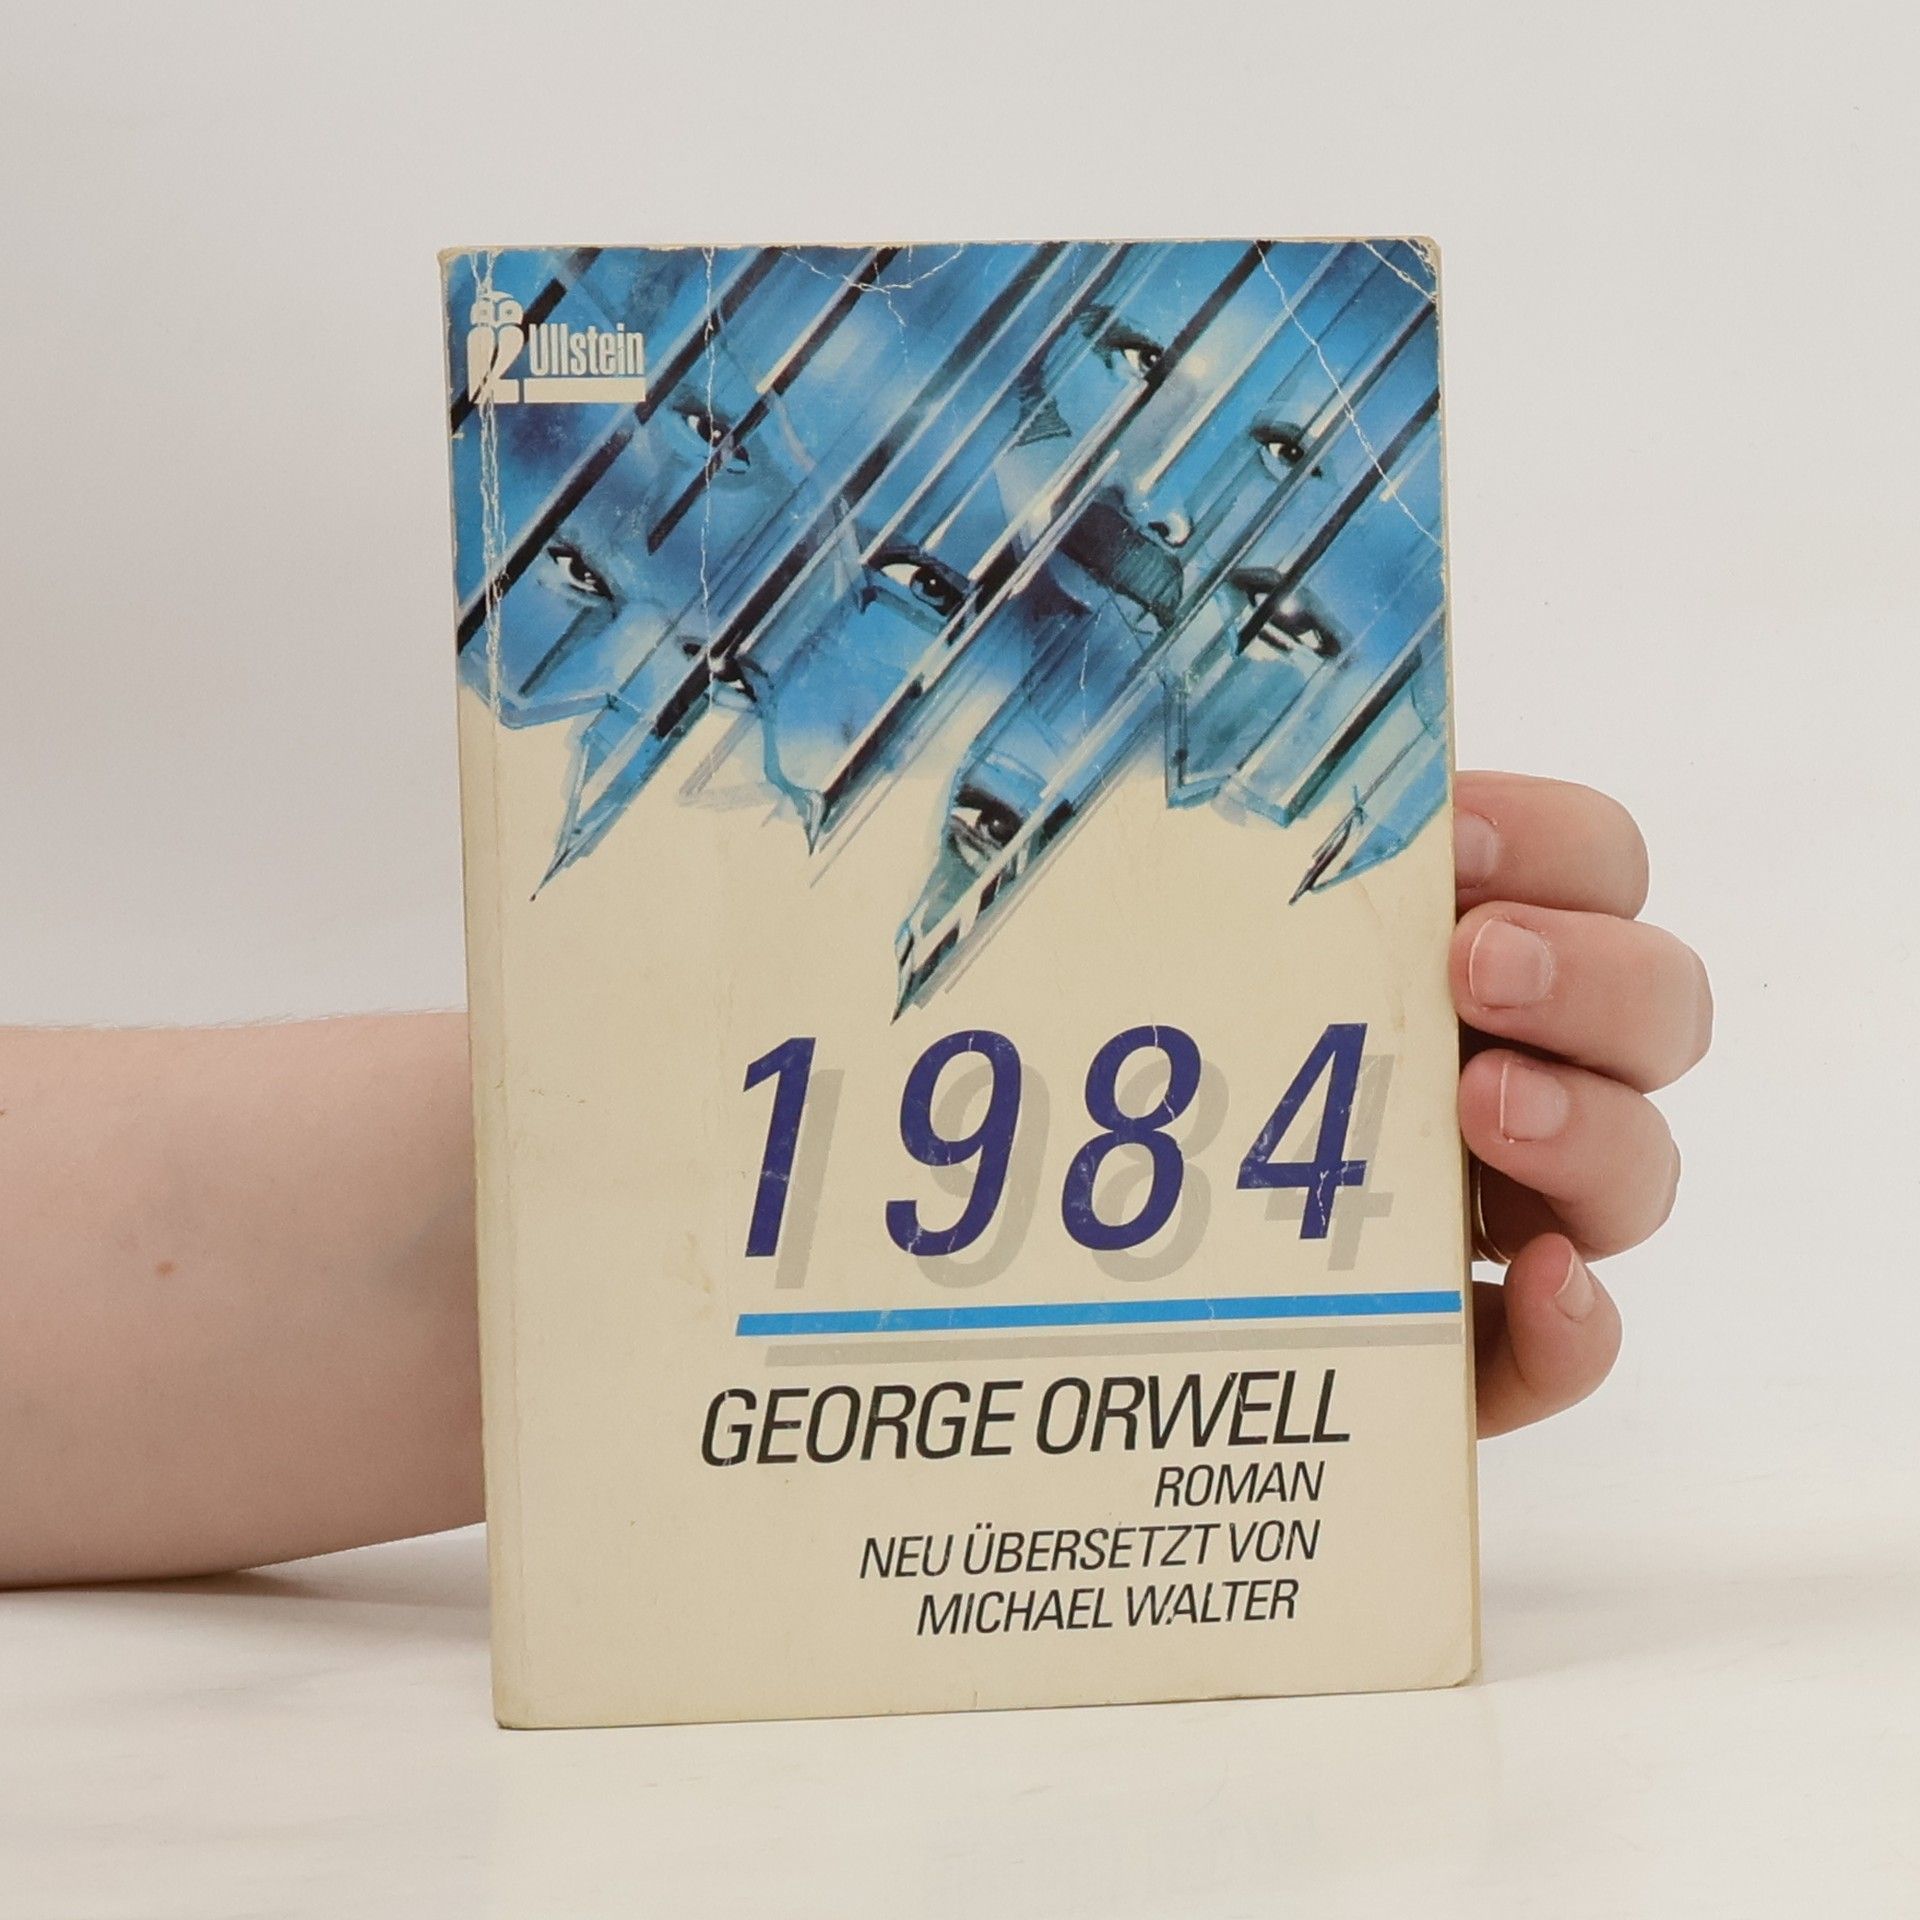 Ullstein
1984
GEORGE ORWELL
ROMAN
NEU ÜBERSETZT VON
MICHAEL WALTER